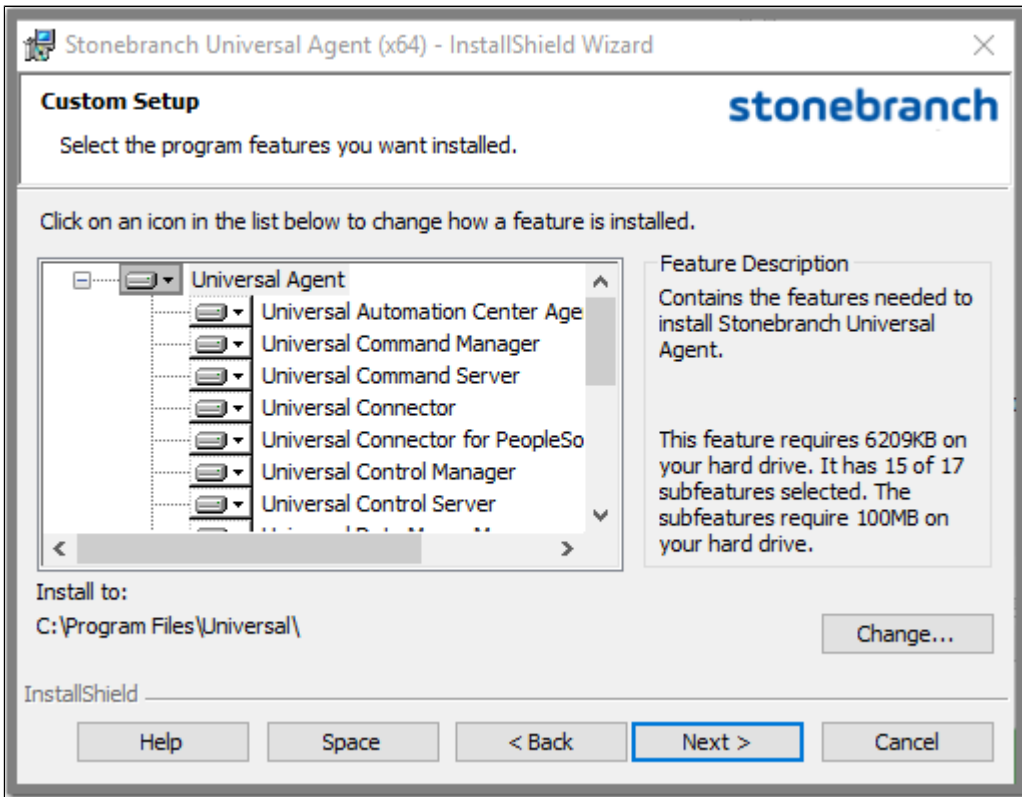 Stonebranch Universal Agent (x64) - InstallShield Wizard
Custom Setup
stonebranch
Select the program features you want installed.
Click on an icon in the list below to change how a feature is installed.
Universal Agent
Universal Automation Center Age
Universal Command Manager
Universal Command Server
Universal Connector
Universal Connector for PeopleSo
Universal Control Manager
Universal Control Server
Feature Description
Contains the features needed to
install Stonebranch Universal
Agent.
This feature requires 6209KB on
your hard drive. It has 15 of 17
subfeatures selected. The
subfeatures require 100MB on
your hard drive.
Install to:
C:\Program Files\Universal\
Change...
InstallShield
Help
Space
< Back
Next >
Cancel